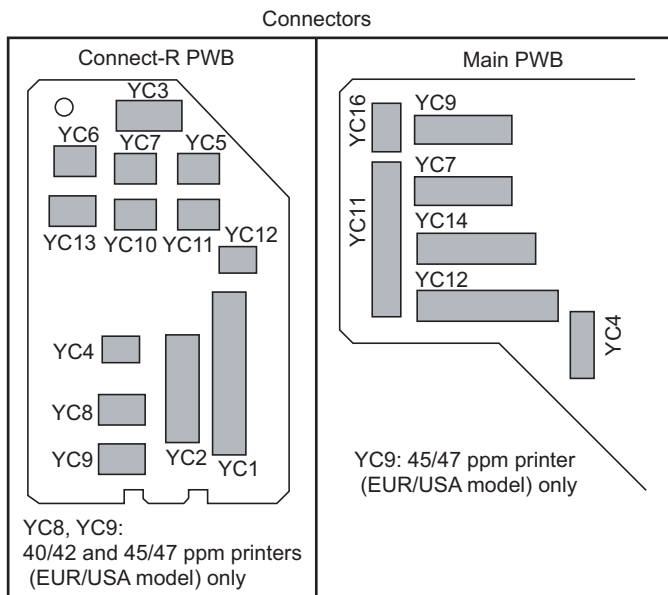 Connectors
Connect-R PWB
YC3
YC6
YC7
YC5
YC13
YC10
YC11
YC12
YC4
YC8
YC9
YC2
YC1
YC8, YC9:
40/42 and 45/47 ppm printers
(EUR/USA model) only
Main PWB
YC16
YC9
YC7
YC11
YC14
YC12
YC4
YC9: 45/47 ppm printer
(EUR/USA model) only